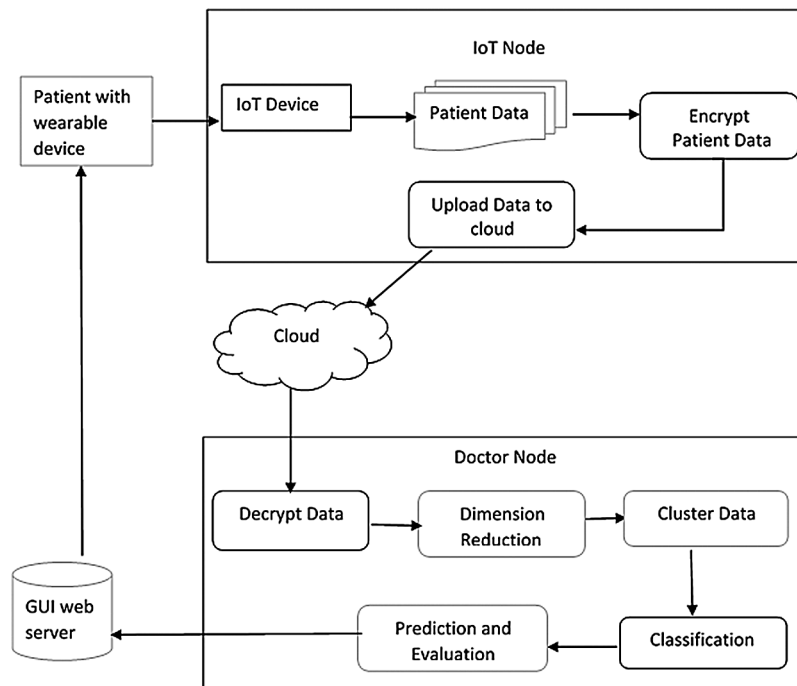 IoT Node
Patient with
wearable
device
IoT Device
Patient Data
Encrypt
Patient Data
Upload Data to
cloud
Cloud
Doctor Node
Decrypt Data
Dimension
Reduction
Cluster Data
GUI web
server
Prediction and
Evaluation
Classification